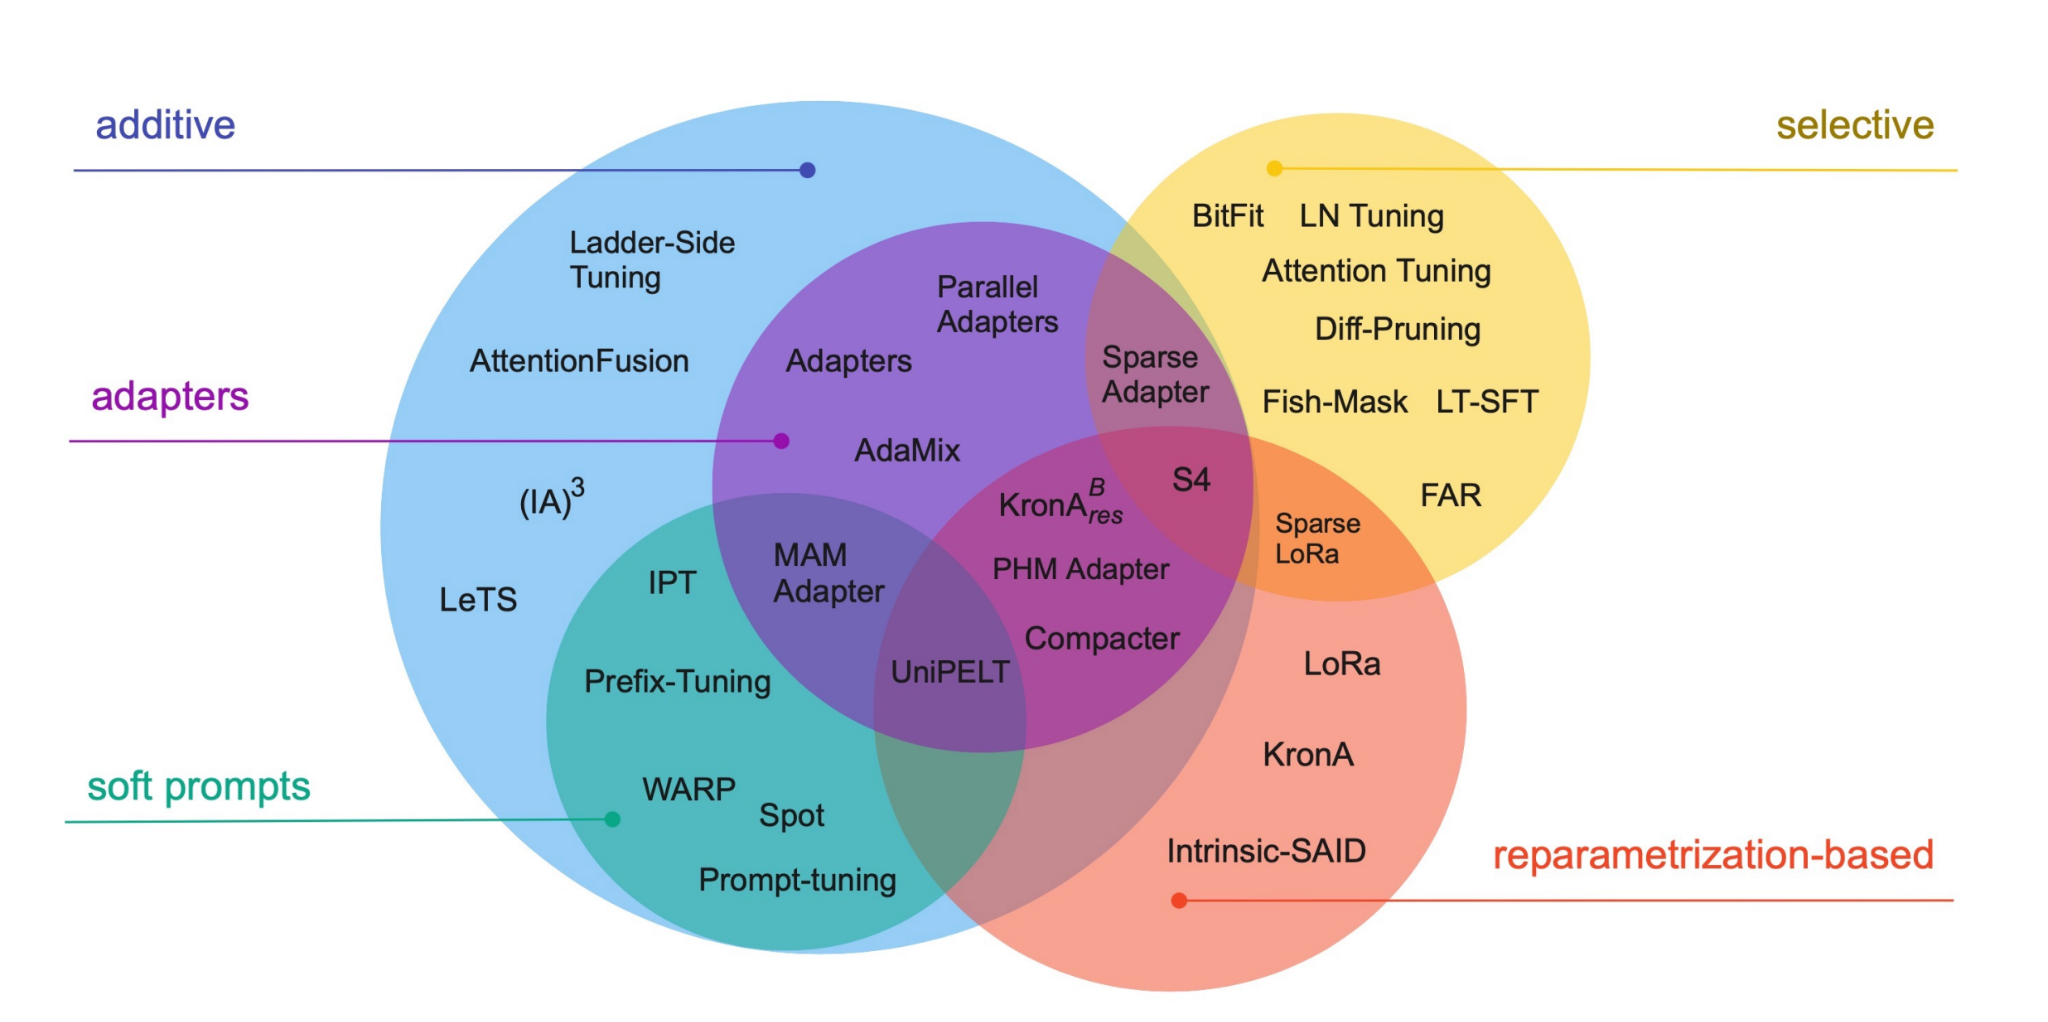 additive
selective
BitFit LN Tuning
Ladder-Side
Tuning
Attention Tuning
Parallel
Adapters
Diff-Pruning
AttentionFusion
Adapters
Sparse
Adapter
adapters
Fish-Mask LT-SFT
AdaMix
S4
(IA)³
KronA^B_res
FAR
Sparse
LoRa
MAM
Adapter
IPT
PHM Adapter
LeTS
Compacter
UniPELT
LoRa
Prefix-Tuning
KronA
soft prompts
WARP
Spot
Intrinsic-SAID
reparametrization-based
Prompt-tuning